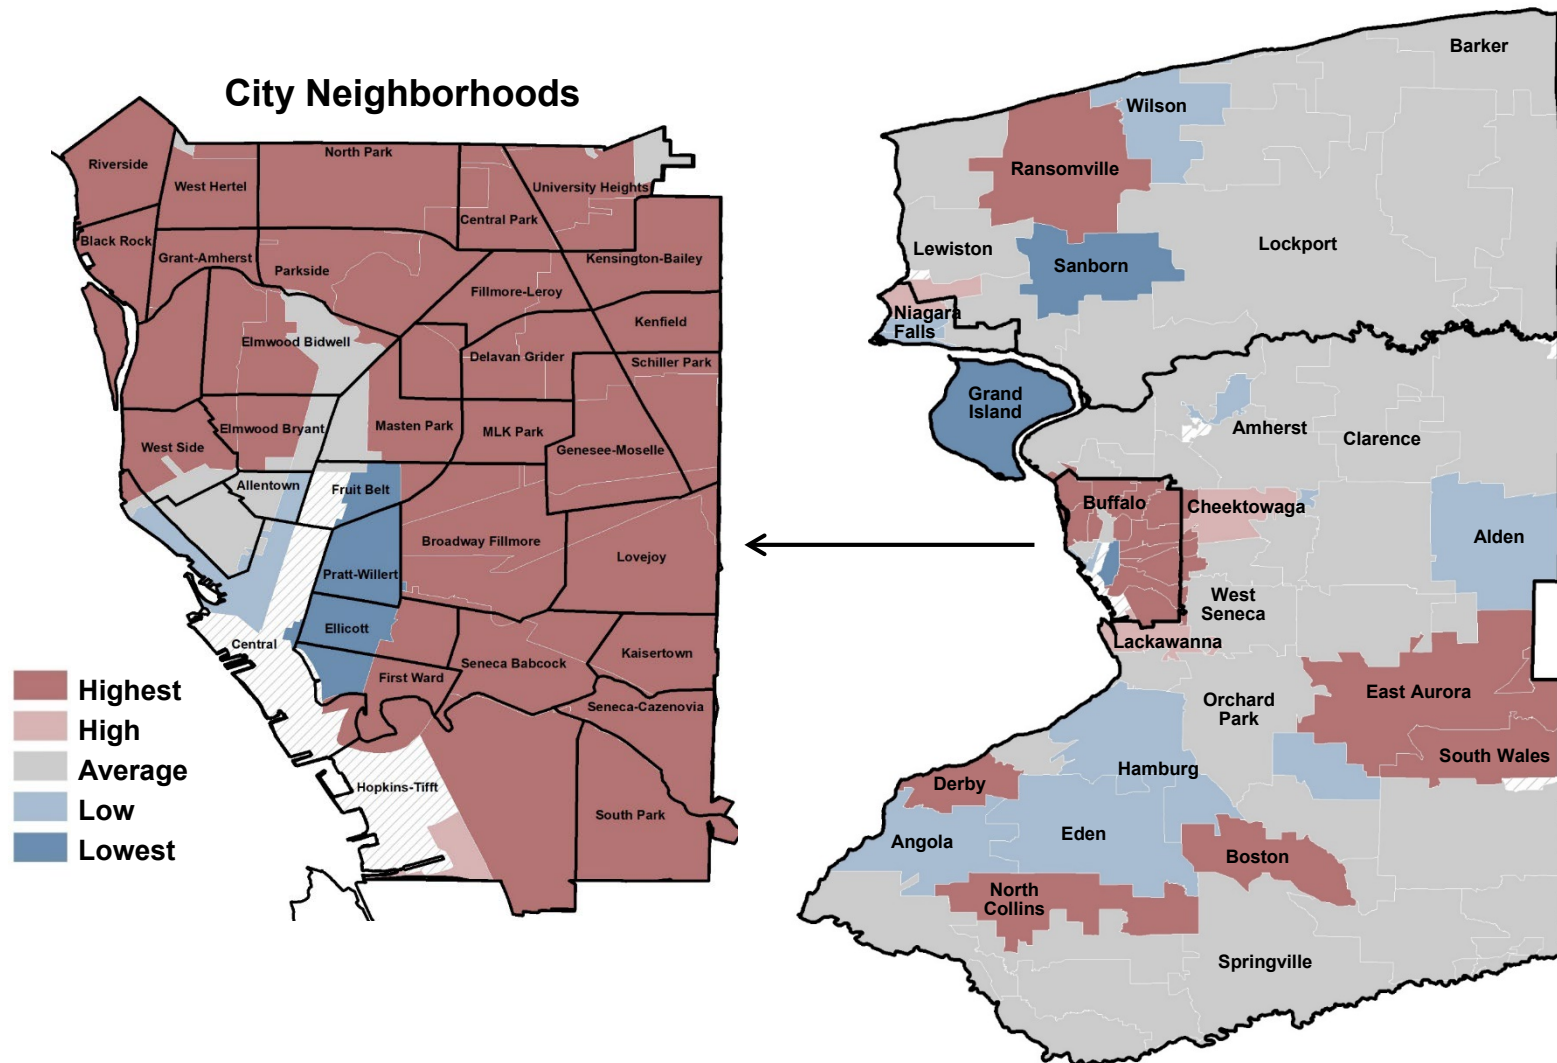 City Neighborhoods
Riverside
North Park
West Hertel
University Heights
Central Park
Black Rock
Grant-Amherst
Parkside
Kensington-Bailey
Fillmore-Leroy
Kenfield
Elmwood Bidwell
Delavan Grider
Schiller Park
West Side
Elmwood Bryant
Masten Park
MLK Park
Genesee-Moselle
Allentown
Fruit Belt
Broadway Fillmore
Lovejoy
Pratt-Willert
Ellicott
Central
Seneca Babcock
Kaisertown
First Ward
Seneca-Cazenovia
Hopkins-Tifft
South Park
Highest
High
Average
Low
Lowest
Barker
Wilson
Ransomville
Lewiston
Lockport
Sanborn
Niagara
Falls
Grand
Island
Amherst
Clarence
Buffalo
Cheektowaga
Alden
West
Seneca
Lackawanna
East Aurora
Orchard
Park
South Wales
Hamburg
Derby
Angola
Eden
Boston
North
Collins
Springville